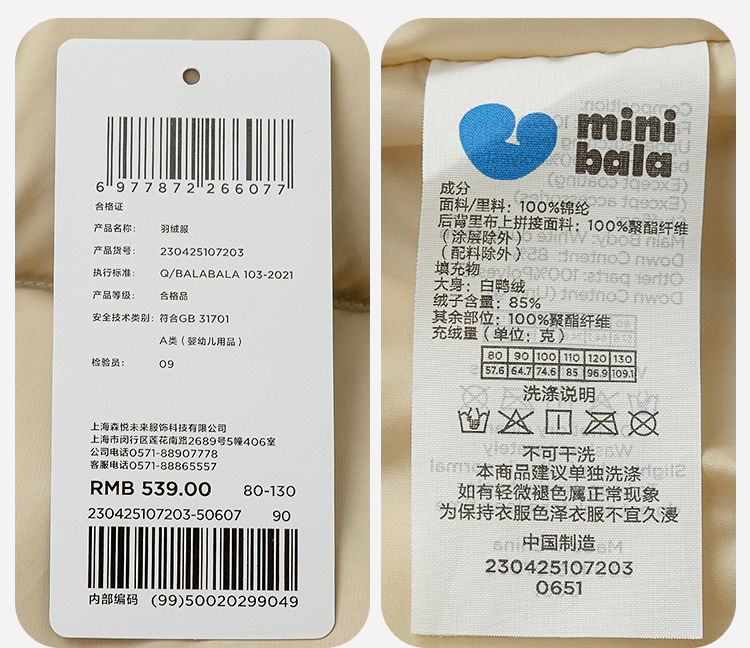 6 977872 266077
合格证
产品名称: 羽绒服
产品货号: 230425107203
执行标准: Q/BALABALA 103-2021
产品等级: 合格品
安全技术类别: 符合GB 31701
A类 (婴幼儿用品)
检验员: 09
上海森悦未来服饰科技有限公司
上海市闵行区莲花南路2689号5幢406室
公司电话0571-88907778
客服电话0571-88865557
RMB 539.00 80-130
230425107203-50607 90
内部编码 (99)50020299049
mini
bala
成分
面料/里料: 100%锦纶
后背里布上拼接面料: 100%聚酯纤维
(涂层除外)
(配料除外)
填充物
大身: 白鸭绒
绒子含量: 85%
其余部位: 100%聚酯纤维
充绒量 (单位: 克)
80 90 100 110 120 130
57.6 64.7 74.6 85 96.9 109.1
洗涤说明
不可干洗
本商品建议单独洗涤
如有轻微褪色属正常现象
为保持衣服色泽衣服不宜久浸
中国制造
230425107203
0651